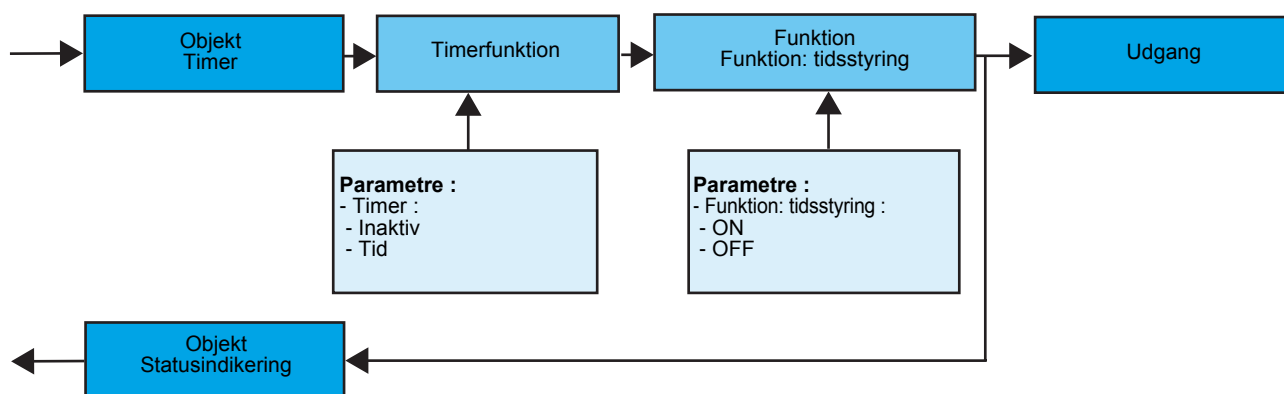 Objekt
Timer
Timerfunktion
Funktion
Funktion: tidsstyring
Udgang
Parametre :
- Timer :
- Inaktiv
- Tid
Parametre :
- Funktion: tidsstyring :
- ON
- OFF
Objekt
Statusindikering